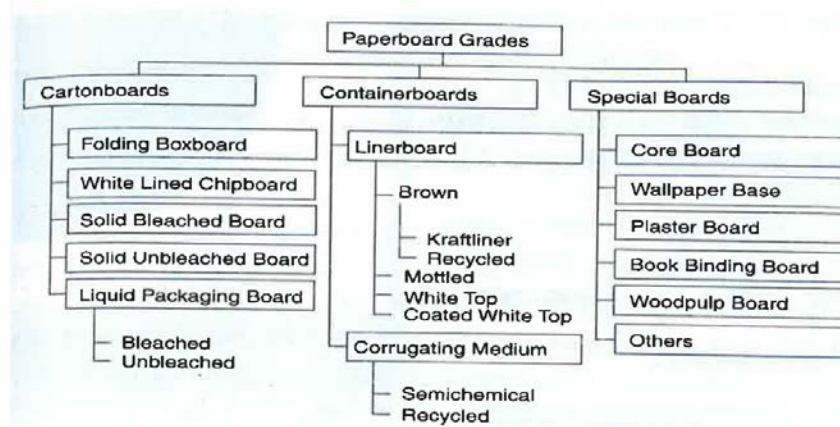 Paperboard Grades
Cartonboards
Folding Boxboard
White Lined Chipboard
Solid Bleached Board
Solid Unbleached Board
Liquid Packaging Board
Bleached
Unbleached
Containerboards
Linerboard
Brown
Kraftliner
Recycled
Mottled
White Top
Coated White Top
Corrugating Medium
Semichemical
Recycled
Special Boards
Core Board
Wallpaper Base
Plaster Board
Book Binding Board
Woodpulp Board
Others